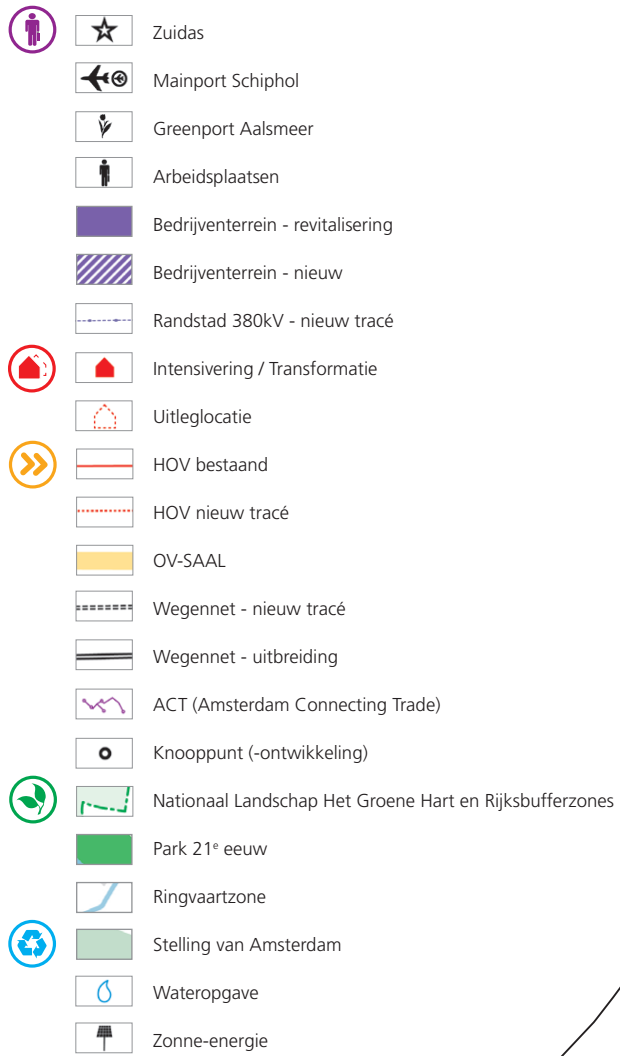 Zuidas
Mainport Schiphol
Greenport Aalsmeer
Arbeidsplaatsen
Bedrijventerrein - revitalisering
Bedrijventerrein - nieuw
Randstad 380kV - nieuw tracé
Intensivering / Transformatie
Uitleglocatie
HOV bestaand
HOV nieuw tracé
OV-SAAL
Wegennet - nieuw tracé
Wegennet - uitbreiding
ACT (Amsterdam Connecting Trade)
Knooppunt (-ontwikkeling)
Nationaal Landschap Het Groene Hart en Rijksbufferzones
Park 21e eeuw
Ringvaartzone
Stelling van Amsterdam
Wateropgave
Zonne-energie